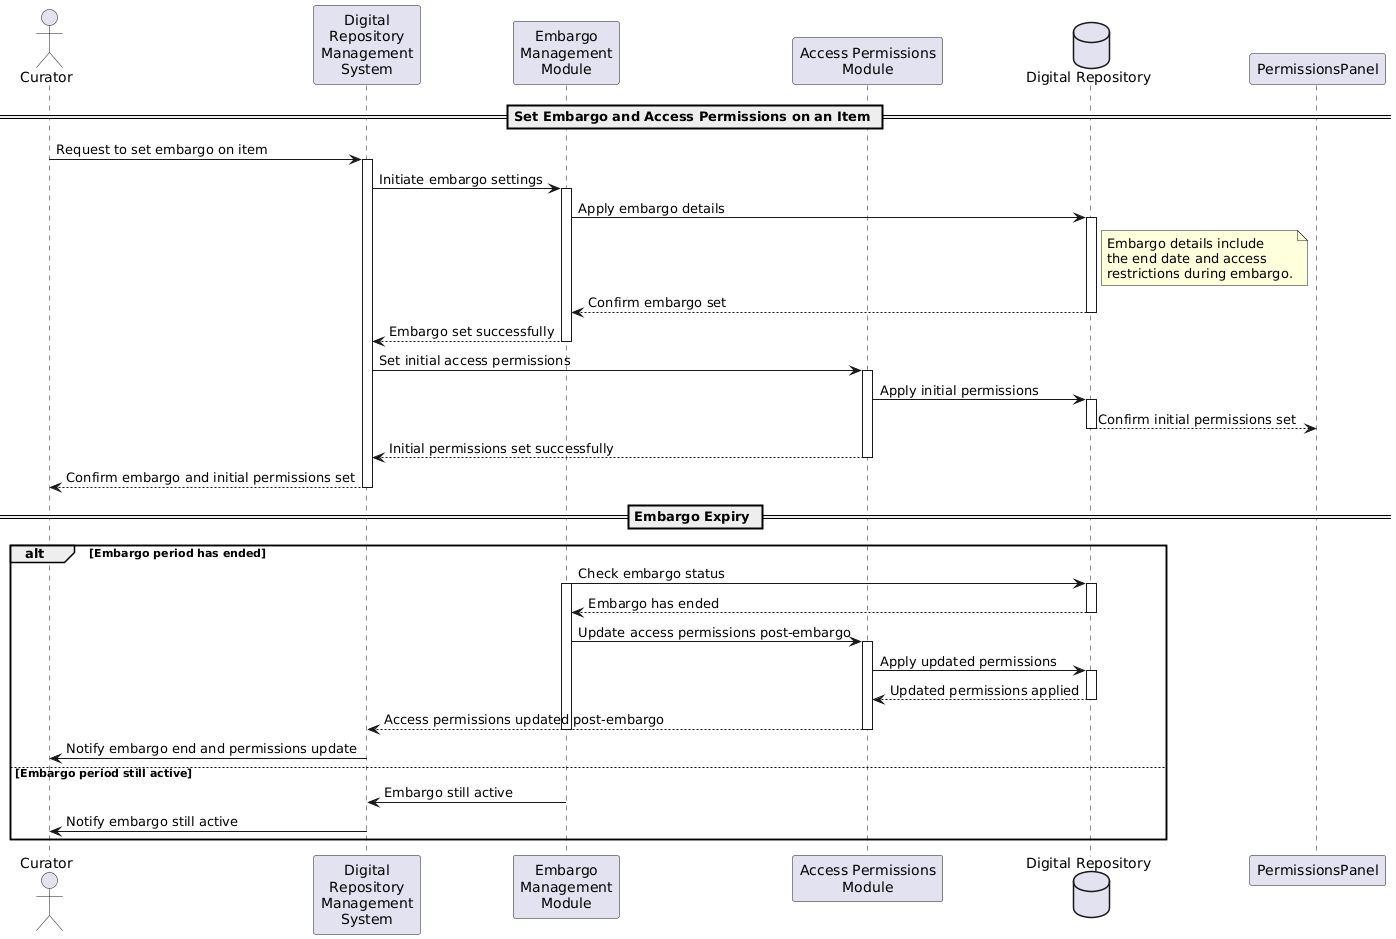 Curator
Digital
Repository
Management
System
Embargo
Management
Module
Access Permissions
Module
Digital Repository
PermissionsPanel
Set Embargo and Access Permissions on an Item
Request to set embargo on item
Initiate embargo settings
Apply embargo details
Embargo details include
the end date and access
restrictions during embargo.
Confirm embargo set
Embargo set successfully
Set initial access permissions
Apply initial permissions
Confirm initial permissions set
Initial permissions set successfully
Confirm embargo and initial permissions set
Embargo Expiry
alt [Embargo period has ended]
Check embargo status
Embargo has ended
Update access permissions post-embargo
Apply updated permissions
Updated permissions applied
Access permissions updated post-embargo
Notify embargo end and permissions update
[Embargo period still active]
Embargo still active
Notify embargo still active
Curator
Digital
Repository
Management
System
Embargo
Management
Module
Access Permissions
Module
Digital Repository
PermissionsPanel